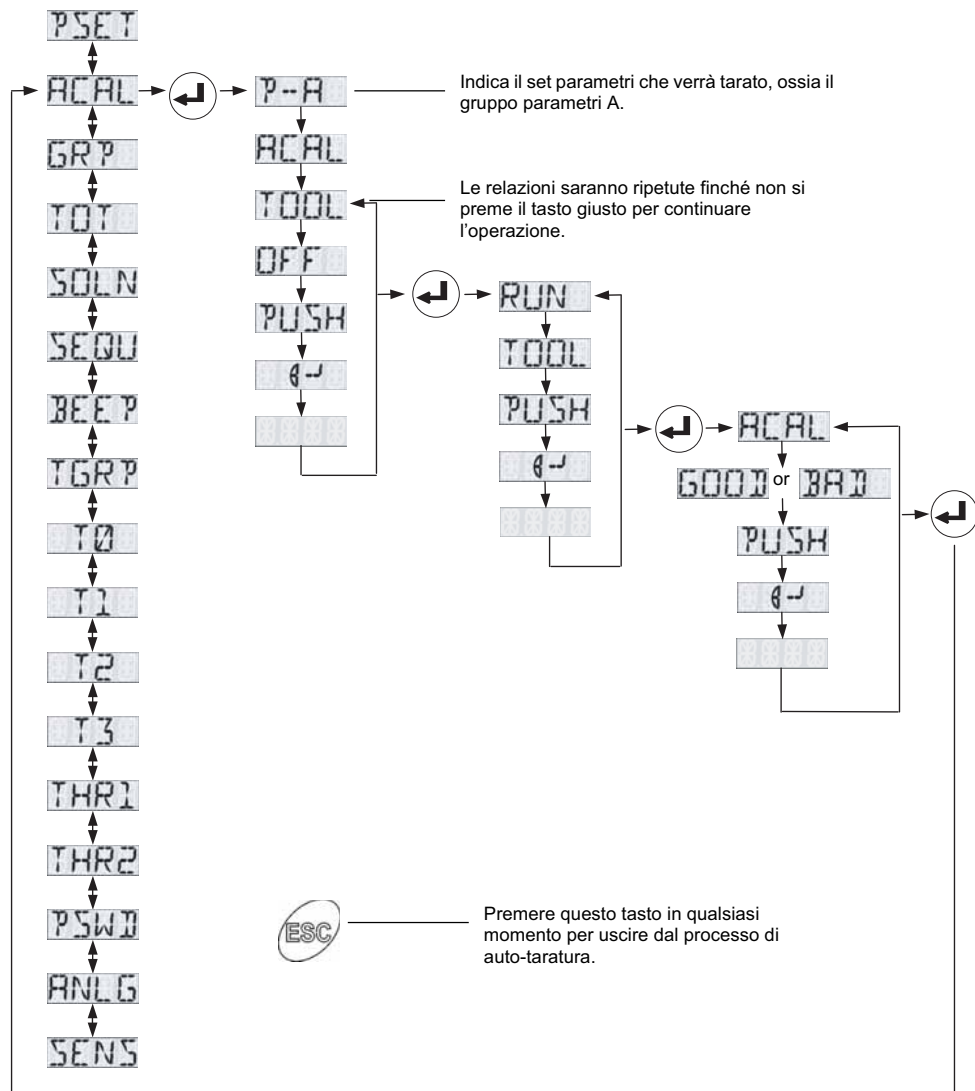 PSET
ACAL
GRP
TOT
SOLN
SEQU
BEEP
TGRP
T0
T1
T2
T3
THR1
THR2
PSWD
ANLG
SENS
P--A
Indica il set parametri che verrà tarato, ossia il
gruppo parametri A.
ACAL
TOOL
Le relazioni saranno ripetute finché non si
preme il tasto giusto per continuare
l'operazione.
OFF
PUSH
RUN
TOOL
PUSH
ACAL
GOOD or BAD
PUSH
ESC
Premere questo tasto in qualsiasi
momento per uscire dal processo di
auto-taratura.